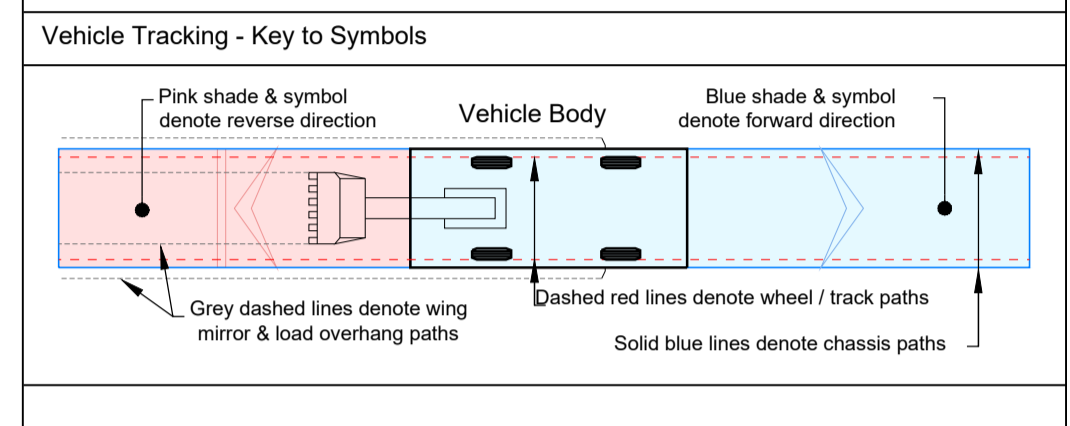 Vehicle Tracking - Key to Symbols
Pink shade & symbol
denote reverse direction
Vehicle Body
Blue shade & symbol
denote forward direction
Grey dashed lines denote wing
mirror & load overhang paths
Dashed red lines denote wheel / track paths
Solid blue lines denote chassis paths